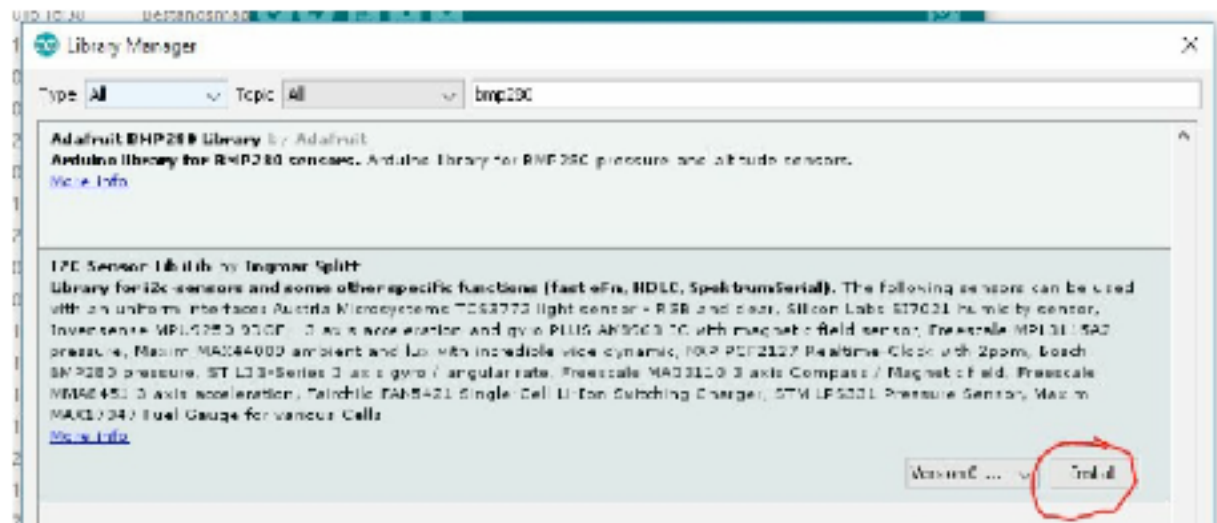 Bestandsmap
Library Manager
Type All Topic All bmp280
Adafruit BMP280 Library by Adafruit
Arduino library for BMP280 sensors. Arduino library for BMP280 pressure and altitude sensors.
More info
I2C Sensor Lib iLib by Ingmar Splitt
Library for i2c-sensors and some other specific functions (fast eFn, HDLC, SpektrumSerial). The following sensors can be used
with an uniform interface: Austria Microsystems TCS3772 light sensor - RGB and clear, Silicon Labs SI7021 humidity sensor,
Invensense MPU9250 9DOF: 3 axis acceleration and gyro PLUS AK8963 I2C with magnetic field sensor, Freescale MPL3115A2
pressure, Maxim MAX44009 ambient and lux with incredible wide dynamic, NXP PCF2127 Realtime-Clock with 2ppm, Bosch
BMP280 pressure, ST L3G-Series 3 axis gyro / angular rate, Freescale MAG3110 3 axis Compass / Magnetic field, Freescale
MMA8451 3 axis acceleration, Fairchild FAN5421 Single-Cell Li-Ion Switching Charger, STM LPS331 Pressure Sensor, Maxim
MAX17047 Fuel Gauge for various Cells
More info
Install